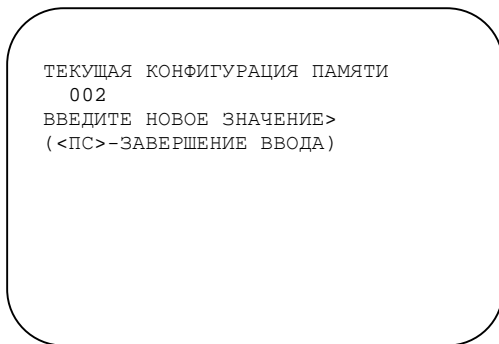 ТЕКУЩАЯ КОНФИГУРАЦИЯ ПАМЯТИ
002
ВВЕДИТЕ НОВОЕ ЗНАЧЕНИЕ>
(<ПС>-ЗАВЕРШЕНИЕ ВВОДА)